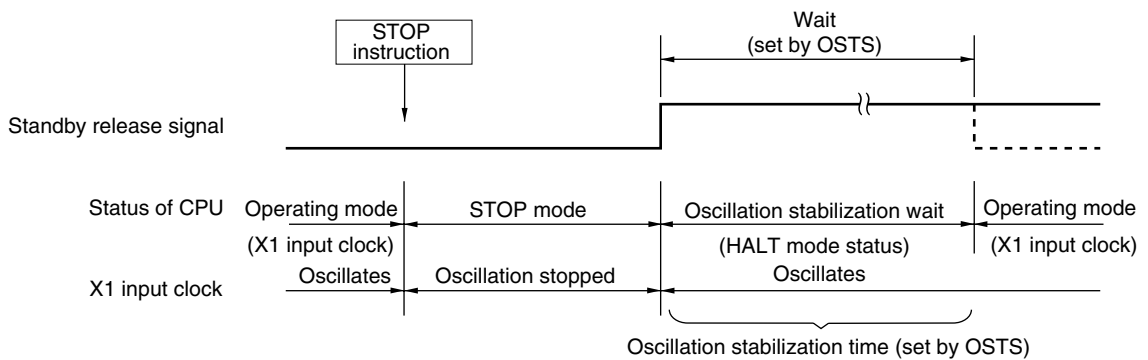 STOP
instruction
Wait
(set by OSTS)
Standby release signal
Status of CPU
Operating mode
(X1 input clock)
STOP mode
Oscillation stabilization wait
(HALT mode status)
Operating mode
(X1 input clock)
X1 input clock
Oscillates
Oscillation stopped
Oscillates
Oscillation stabilization time (set by OSTS)